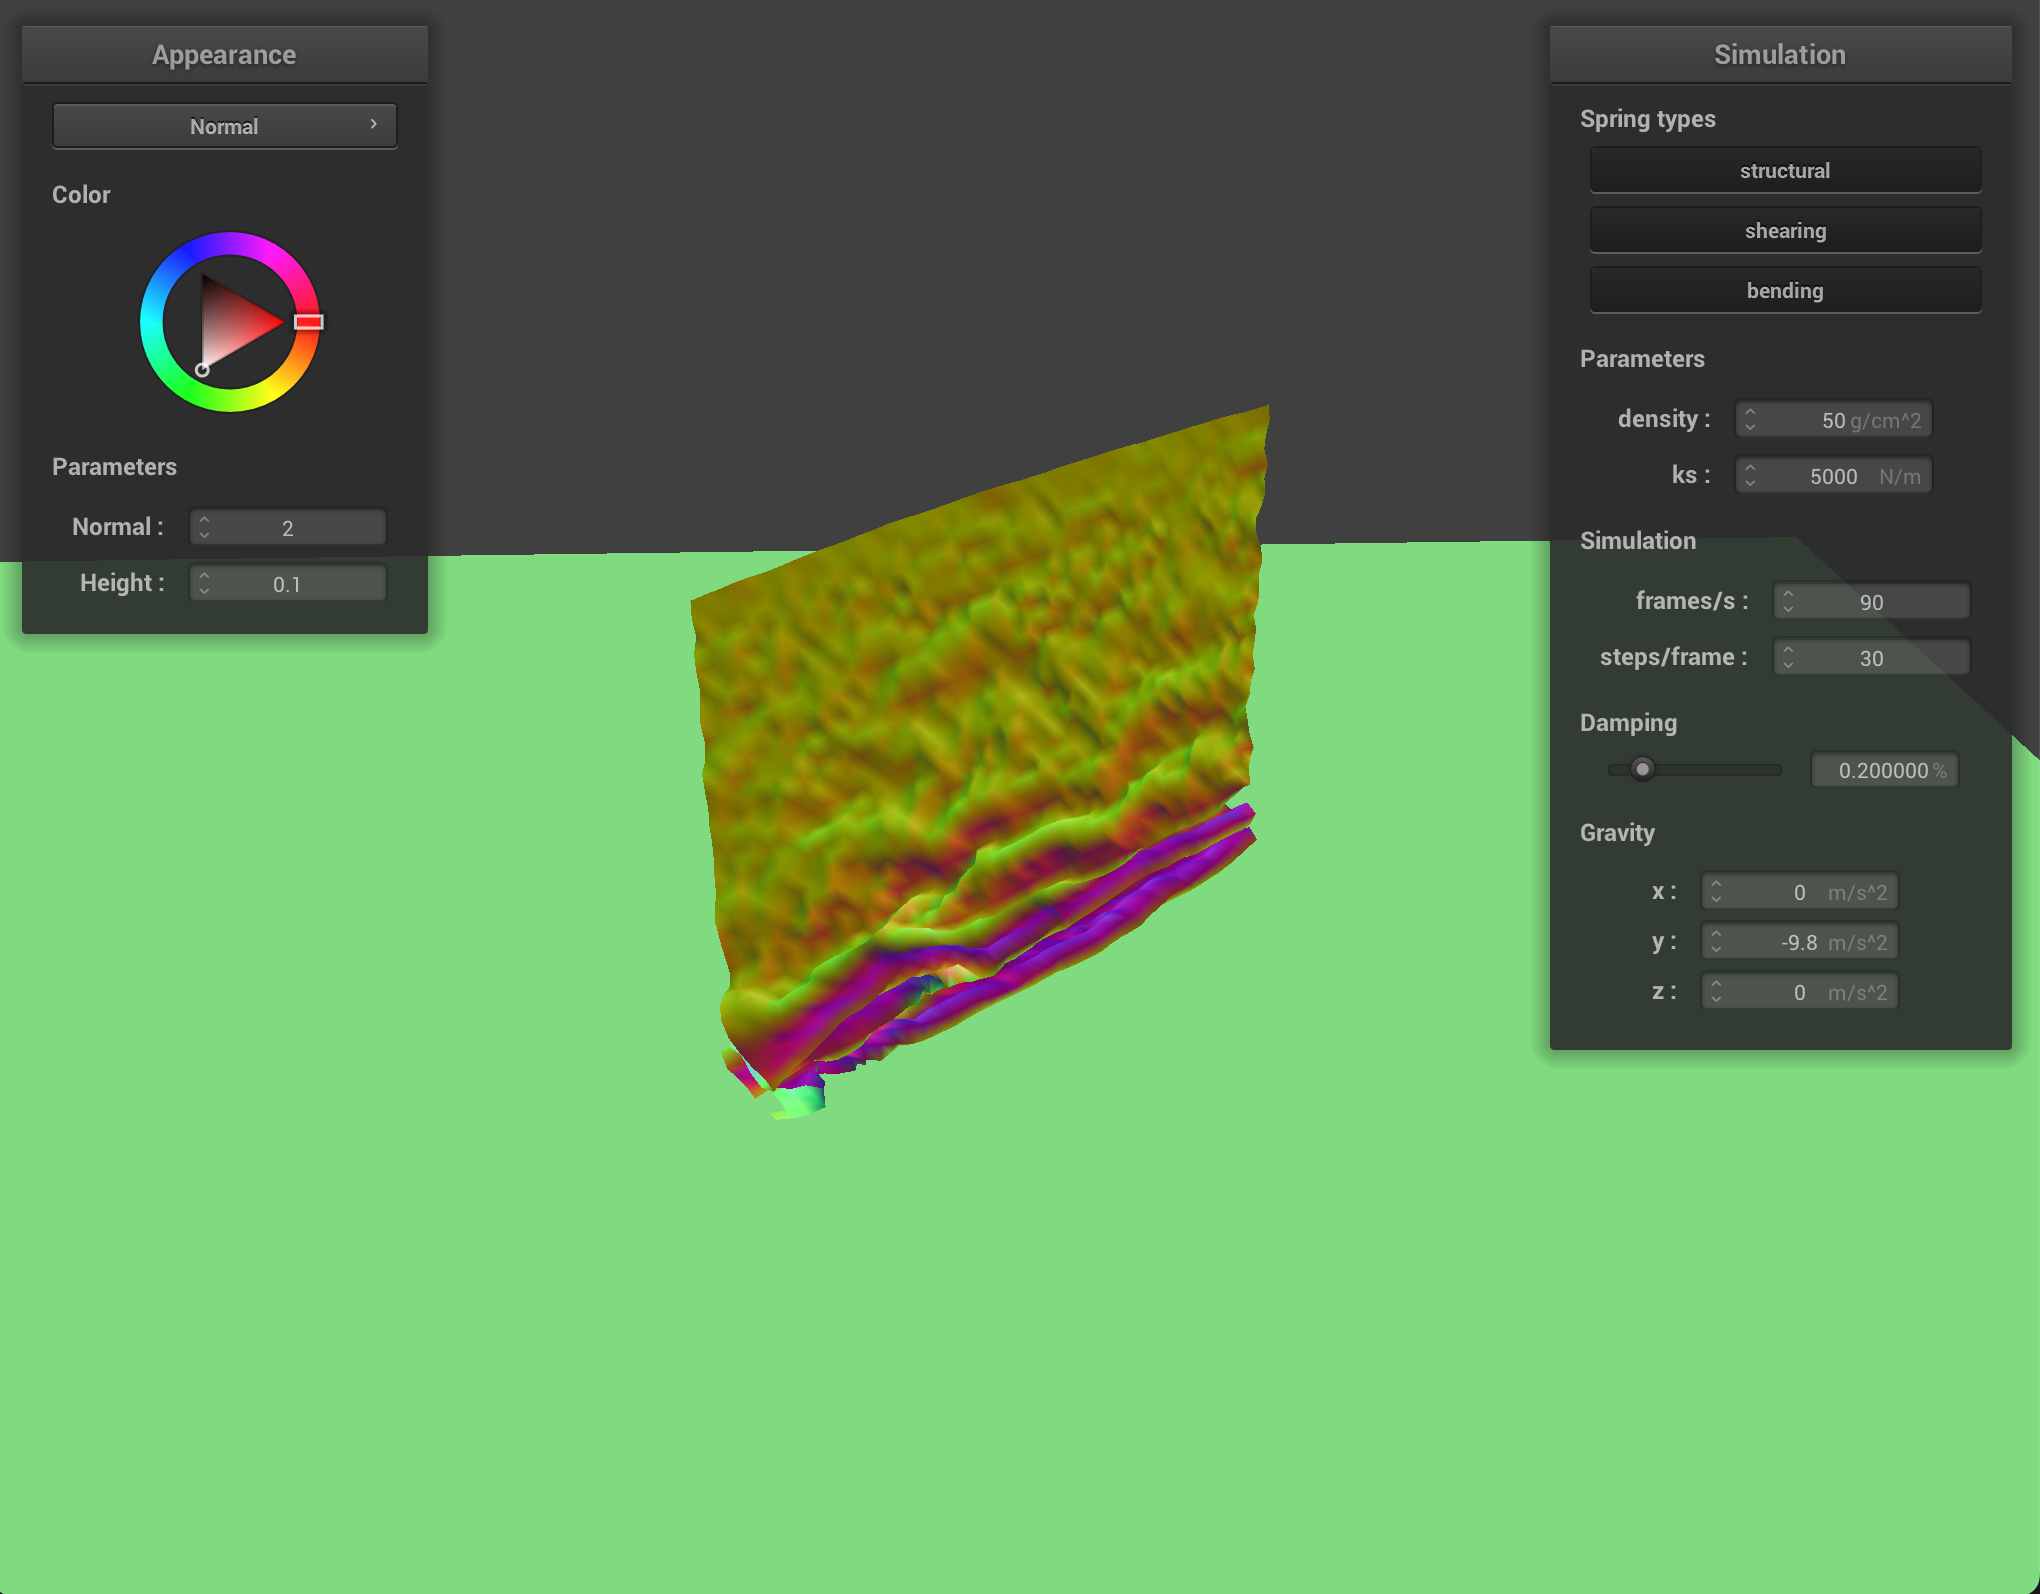 Appearance
Normal
Color
Parameters
Normal : 2
Height : 0.1
Simulation
Spring types
structural
shearing
bending
Parameters
density : 50 g/cm^2
ks : 5000 N/m
Simulation
frames/s : 90
steps/frame : 30
Damping
0.200000 %
Gravity
x : 0 m/s^2
y : -9.8 m/s^2
z : 0 m/s^2